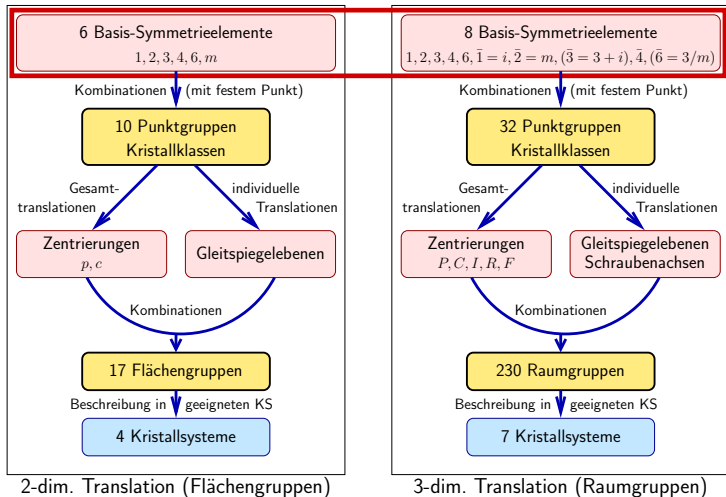 6 Basis-Symmetrieelemente
1, 2, 3, 4, 6, m
Kombinationen (mit festem Punkt)
10 Punktgruppen
Kristallklassen
Gesamt-
translationen
individuelle
Translationen
Zentrierungen
p, c
Gleitspiegelebenen
Kombinationen
17 Flächengruppen
Beschreibung in geeigneten KS
4 Kristallsysteme
2-dim. Translation (Flächengruppen)
8 Basis-Symmetrieelemente
1, 2, 3, 4, 6, 1̄ = i, 2̄ = m, (3̄ = 3 + i), 4̄, (6̄ = 3/m)
Kombinationen (mit festem Punkt)
32 Punktgruppen
Kristallklassen
Gesamt-
translationen
individuelle
Translationen
Zentrierungen
P, C, I, R, F
Gleitspiegelebenen
Schraubenachsen
Kombinationen
230 Raumgruppen
Beschreibung in geeigneten KS
7 Kristallsysteme
3-dim. Translation (Raumgruppen)